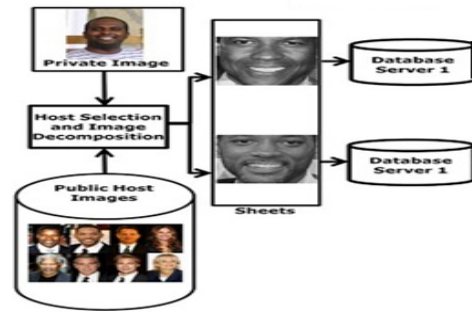 Private Image
Host Selection
and Image
Decomposition
Public Host
Images
Sheets
Database
Server 1
Database
Server 1